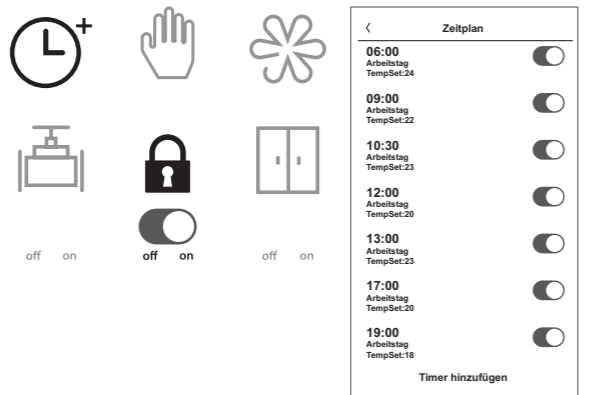 off on
off on
off on
Zeitplan
06:00
Arbeitstag
TempSet:24
09:00
Arbeitstag
TempSet:22
10:30
Arbeitstag
TempSet:23
12:00
Arbeitstag
TempSet:20
13:00
Arbeitstag
TempSet:23
17:00
Arbeitstag
TempSet:20
19:00
Arbeitstag
TempSet:18
Timer hinzufügen